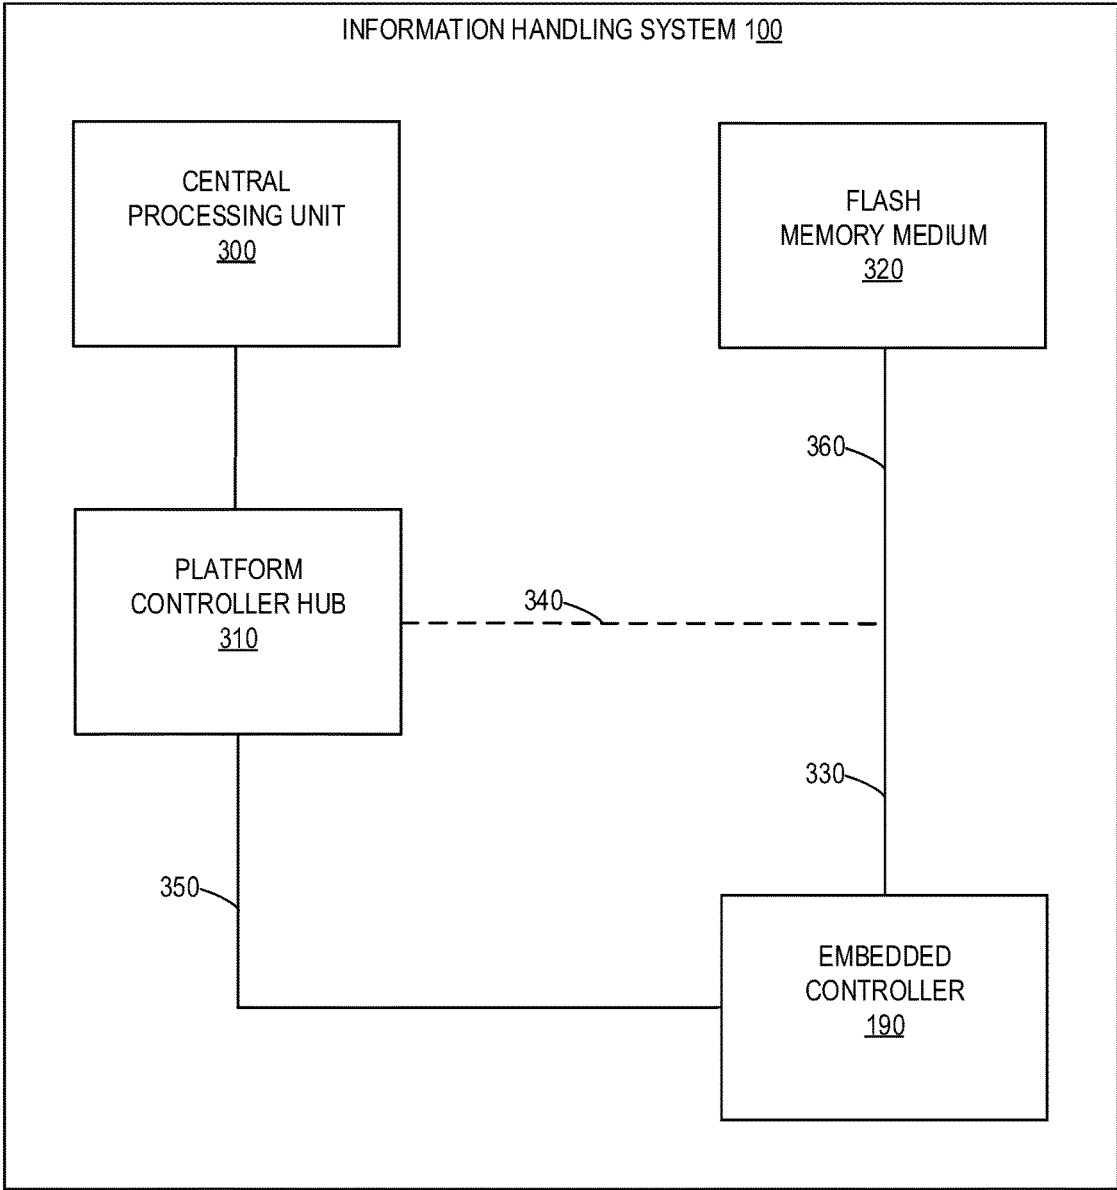 INFORMATION HANDLING SYSTEM 100
CENTRAL
PROCESSING UNIT
300
FLASH
MEMORY MEDIUM
320
360
PLATFORM
CONTROLLER HUB
310
340
330
350
EMBEDDED
CONTROLLER
190